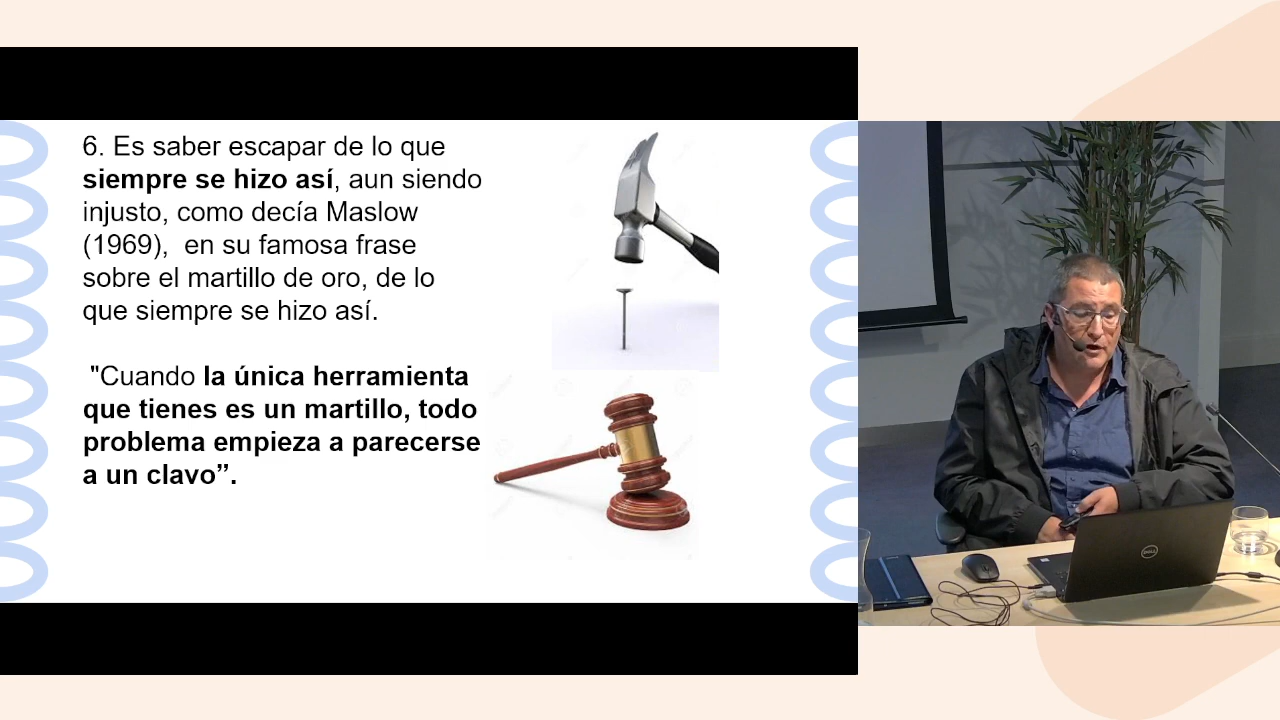 6. Es saber escapar de lo que
siempre se hizo así, aun siendo
injusto, como decía Maslow
(1969),  en su famosa frase
sobre el martillo de oro, de lo
que siempre se hizo así.
"Cuando la única herramienta
que tienes es un martillo, todo
problema empieza a parecerse
a un clavo”.
DELL